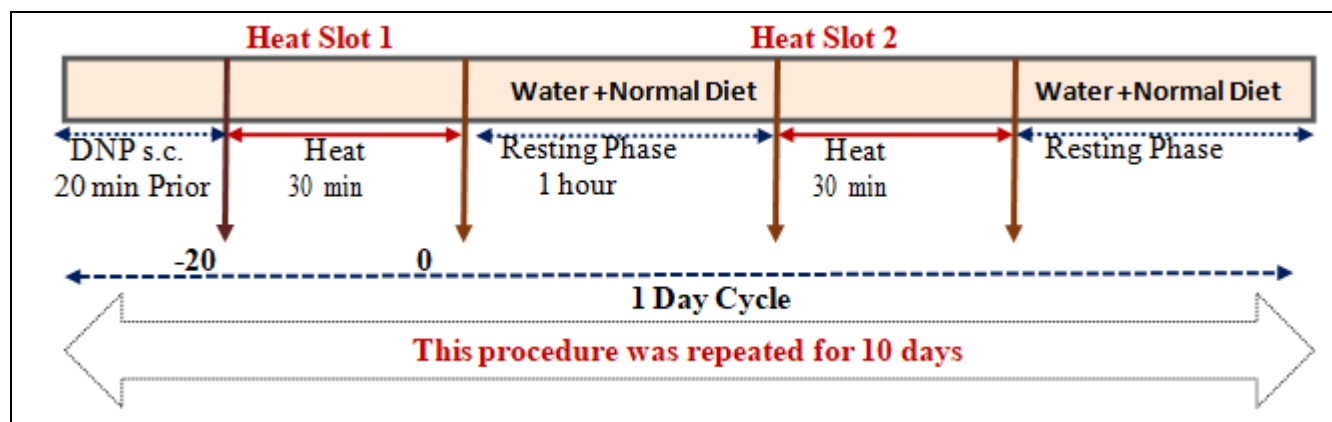 Heat Slot 1 Heat Slot 2
Water +Normal Diet Water +Normal Diet
DNP s.c. Heat Resting Phase Heat Resting Phase
20 min Prior 30 min 1 hour 30 min
-20 0
1 Day Cycle
This procedure was repeated for 10 days